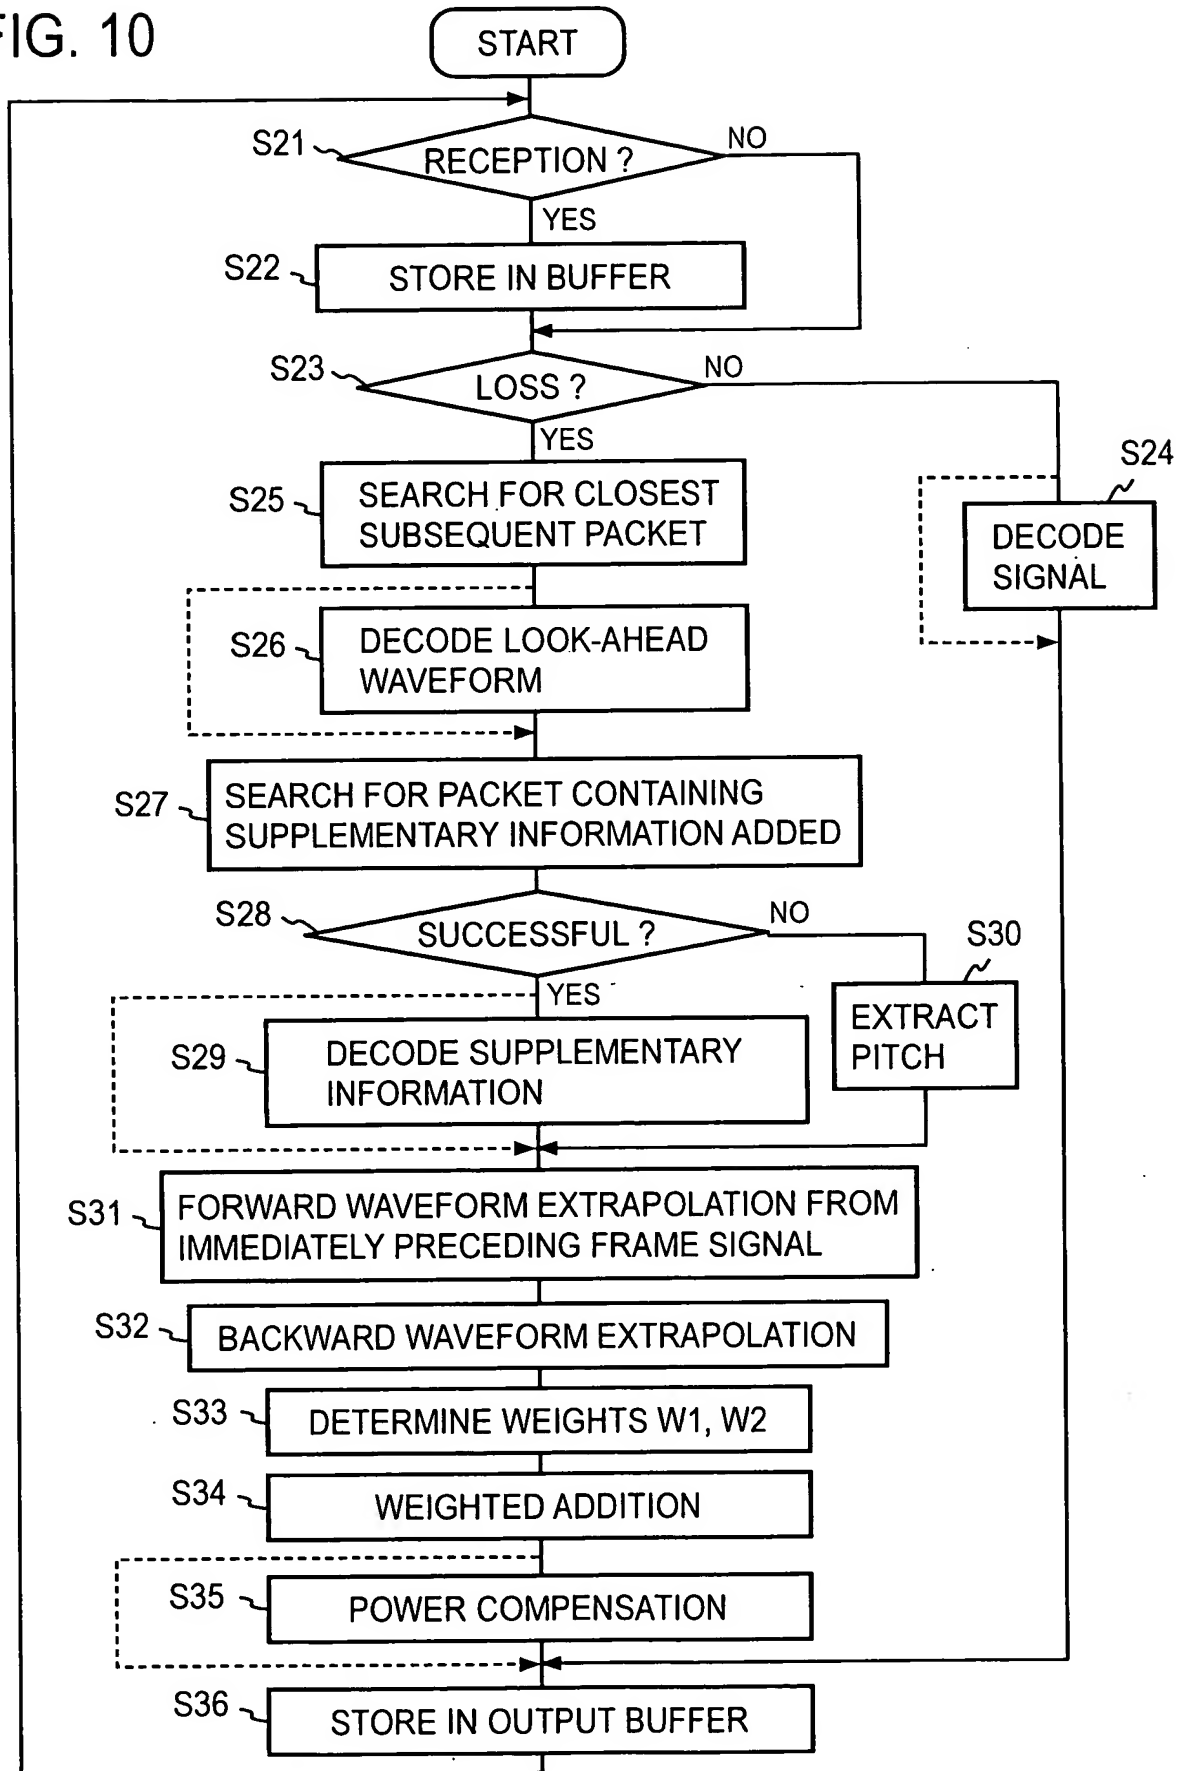 FIG. 10
START
S21
RECEPTION ?
NO
YES
S22
STORE IN BUFFER
S23
LOSS ?
NO
YES
S24
DECODE
SIGNAL
S25
SEARCH FOR CLOSEST
SUBSEQUENT PACKET
S26
DECODE LOOK-AHEAD
WAVEFORM
S27
SEARCH FOR PACKET CONTAINING
SUPPLEMENTARY INFORMATION ADDED
S28
SUCCESSFUL ?
NO
YES
S30
EXTRACT
PITCH
S29
DECODE SUPPLEMENTARY
INFORMATION
S31
FORWARD WAVEFORM EXTRAPOLATION FROM
IMMEDIATELY PRECEDING FRAME SIGNAL
S32
BACKWARD WAVEFORM EXTRAPOLATION
S33
DETERMINE WEIGHTS W1, W2
S34
WEIGHTED ADDITION
S35
POWER COMPENSATION
S36
STORE IN OUTPUT BUFFER